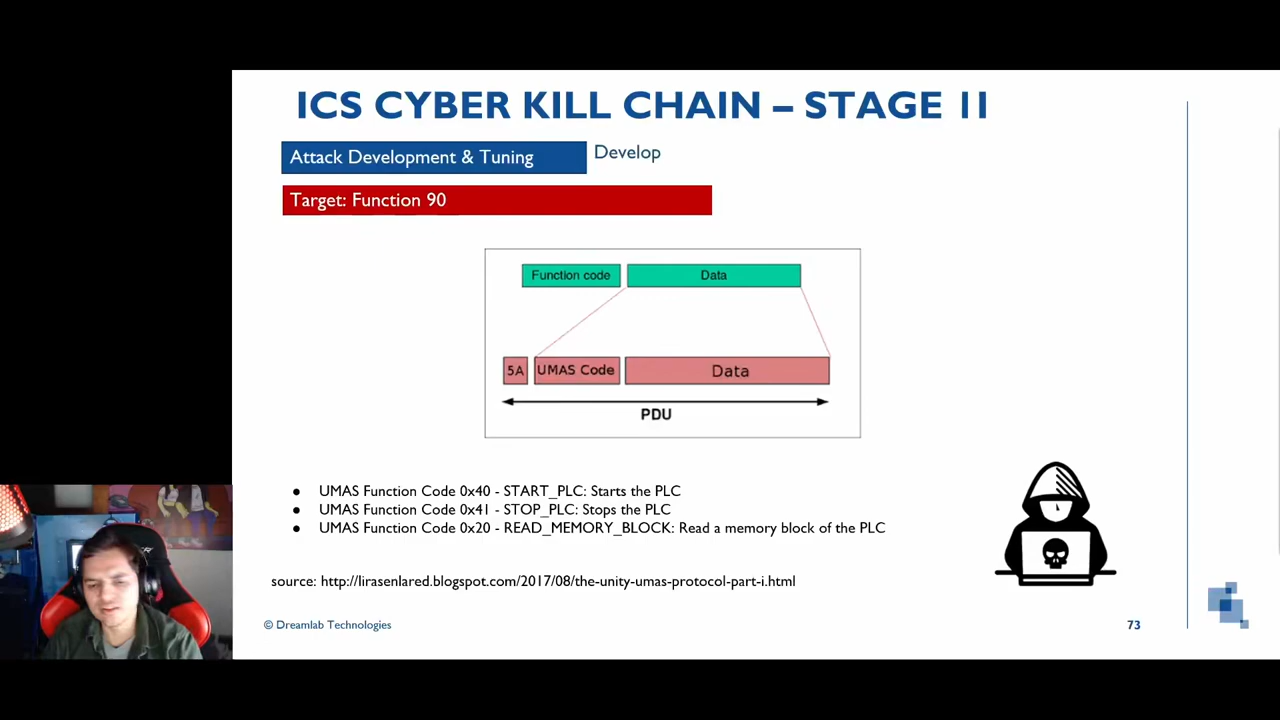 ICS CYBER KILL CHAIN – STAGE II
Attack Development & Tuning
Develop
Target: Function 90
Function code
Data
5A
UMAS Code
Data
PDU
● UMAS Function Code 0x40 - START_PLC: Starts the PLC
● UMAS Function Code 0x41 - STOP_PLC: Stops the PLC
● UMAS Function Code 0x20 - READ_MEMORY_BLOCK: Read a memory block of the PLC
source: http://lirasenlared.blogspot.com/2017/08/the-unity-umas-protocol-part-i.html
© Dreamlab Technologies
73